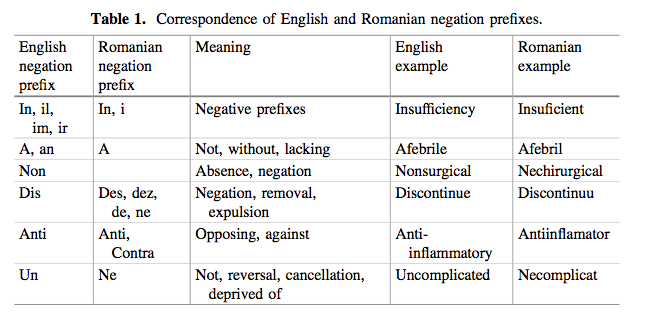 Table 1. Correspondence of English and Romanian negation prefixes.
English negation prefix Romanian negation prefix Meaning English example Romanian example
In, il, im, ir In, i Negative prefixes Insufficiency Insuficient
A, an A Not, without, lacking Afebrile Afebril
Non Absence, negation Nonsurgical Nechirurgical
Dis Des, dez, de, ne Negation, removal, expulsion Discontinue Discontinuu
Anti Anti, Contra Opposing, against Anti-inflammatory Antiinflamator
Un Ne Not, reversal, cancellation, deprived of Uncomplicated Necomplicat